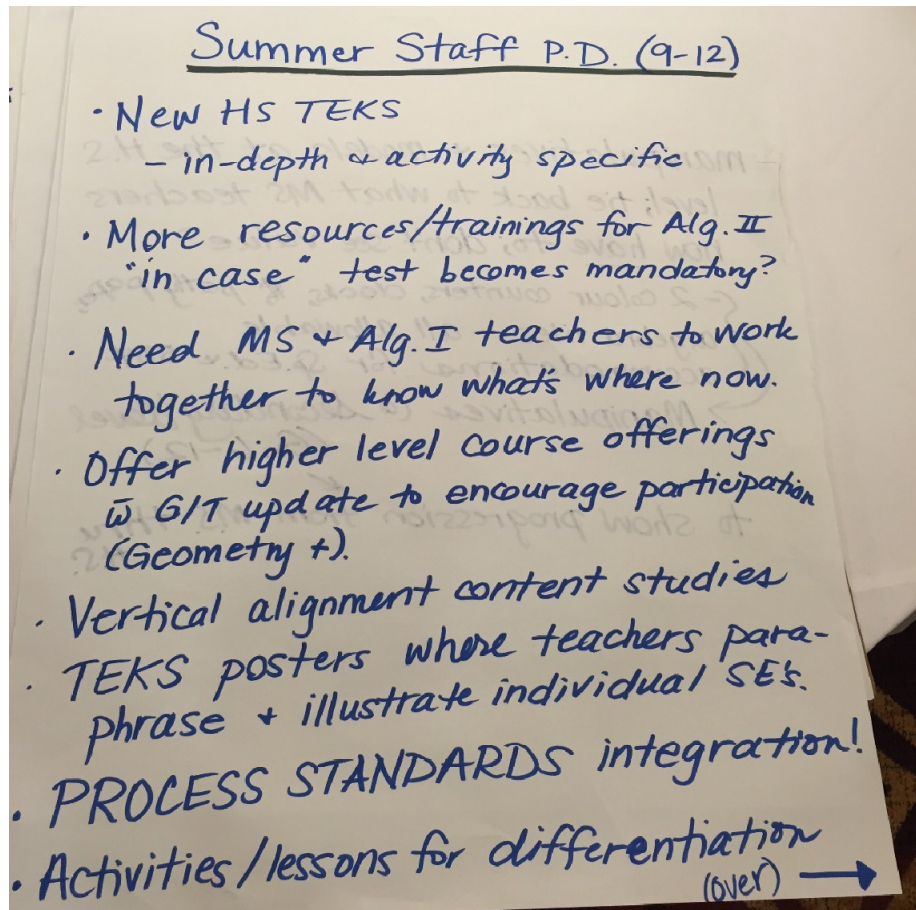 Summer Staff P.D. (9-12)
· New HS TEKS
– in-depth & activity specific
· More resources/trainings for Alg. II
"in case" test becomes mandatory?
· Need MS & Alg. I teachers to work
together to know what's where now.
· Offer higher level course offerings
w̄ G/T update to encourage participation
(Geometry +).
· Vertical alignment content studies
· TEKS posters where teachers para-
phrase & illustrate individual SE's.
· PROCESS STANDARDS integration!
· Activities/lessons for differentiation
(over) →